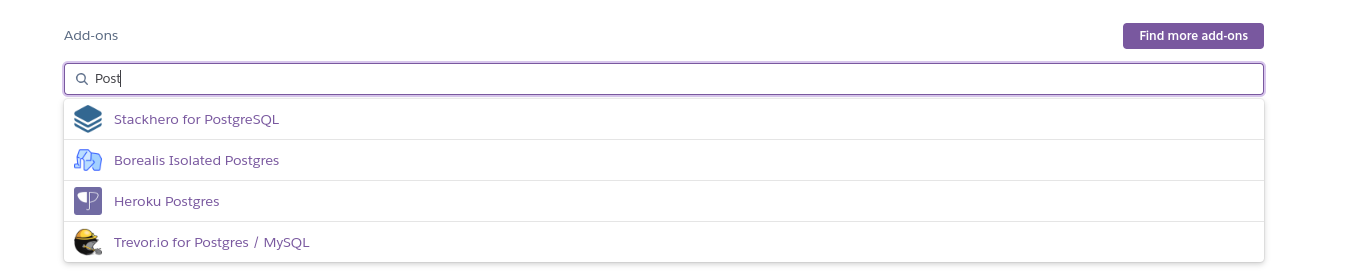 Add-ons
Find more add-ons
Post
Stackhero for PostgreSQL
Borealis Isolated Postgres
Heroku Postgres
Trevor.io for Postgres / MySQL